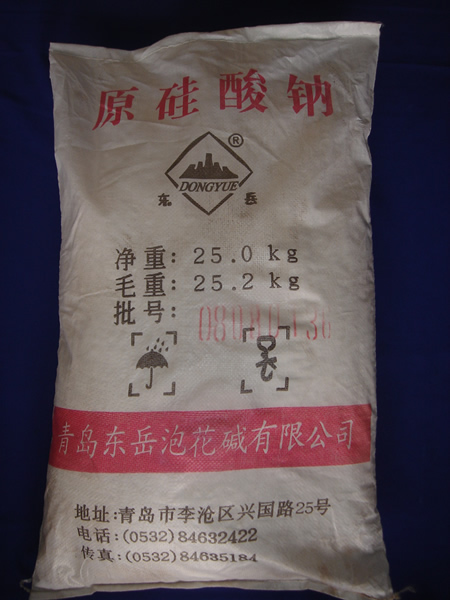 原硅酸钠
®
DONGYUE
东岳
净重: 25.0 kg
毛重: 25.2 kg
批号:
青岛东岳泡花碱有限公司
地址:青岛市李沧区兴国路25号
电话:(0532)84632422
传真:(0532)84635184